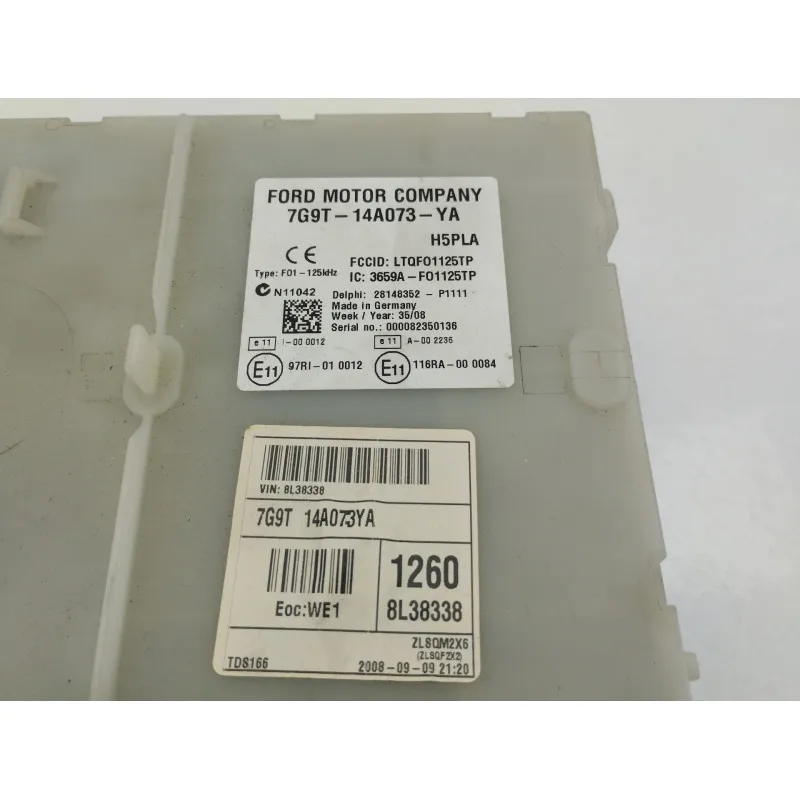 FORD MOTOR COMPANY
7G9T-14A073-YA
H5PLA
CE
FCCID: LTQFO1125TP
Type: FO1-125kHz
IC: 3659A-FO1125TP
N11042
Delphi: 28148352 - P1111
Made in Germany
Week / Year: 35/08
Serial no.: 000082350136
e 11 I-00 0012
e 11 A-00 2236
E11 97RI-01 0012
E11 116RA-00 0084
VIN: 8L38338
7G9T 14A073YA
Eoc:WE1
1260
8L38338
ZLSQM2X6
(ZLSQF2X2)
TDS166
2008-09-09 21:20